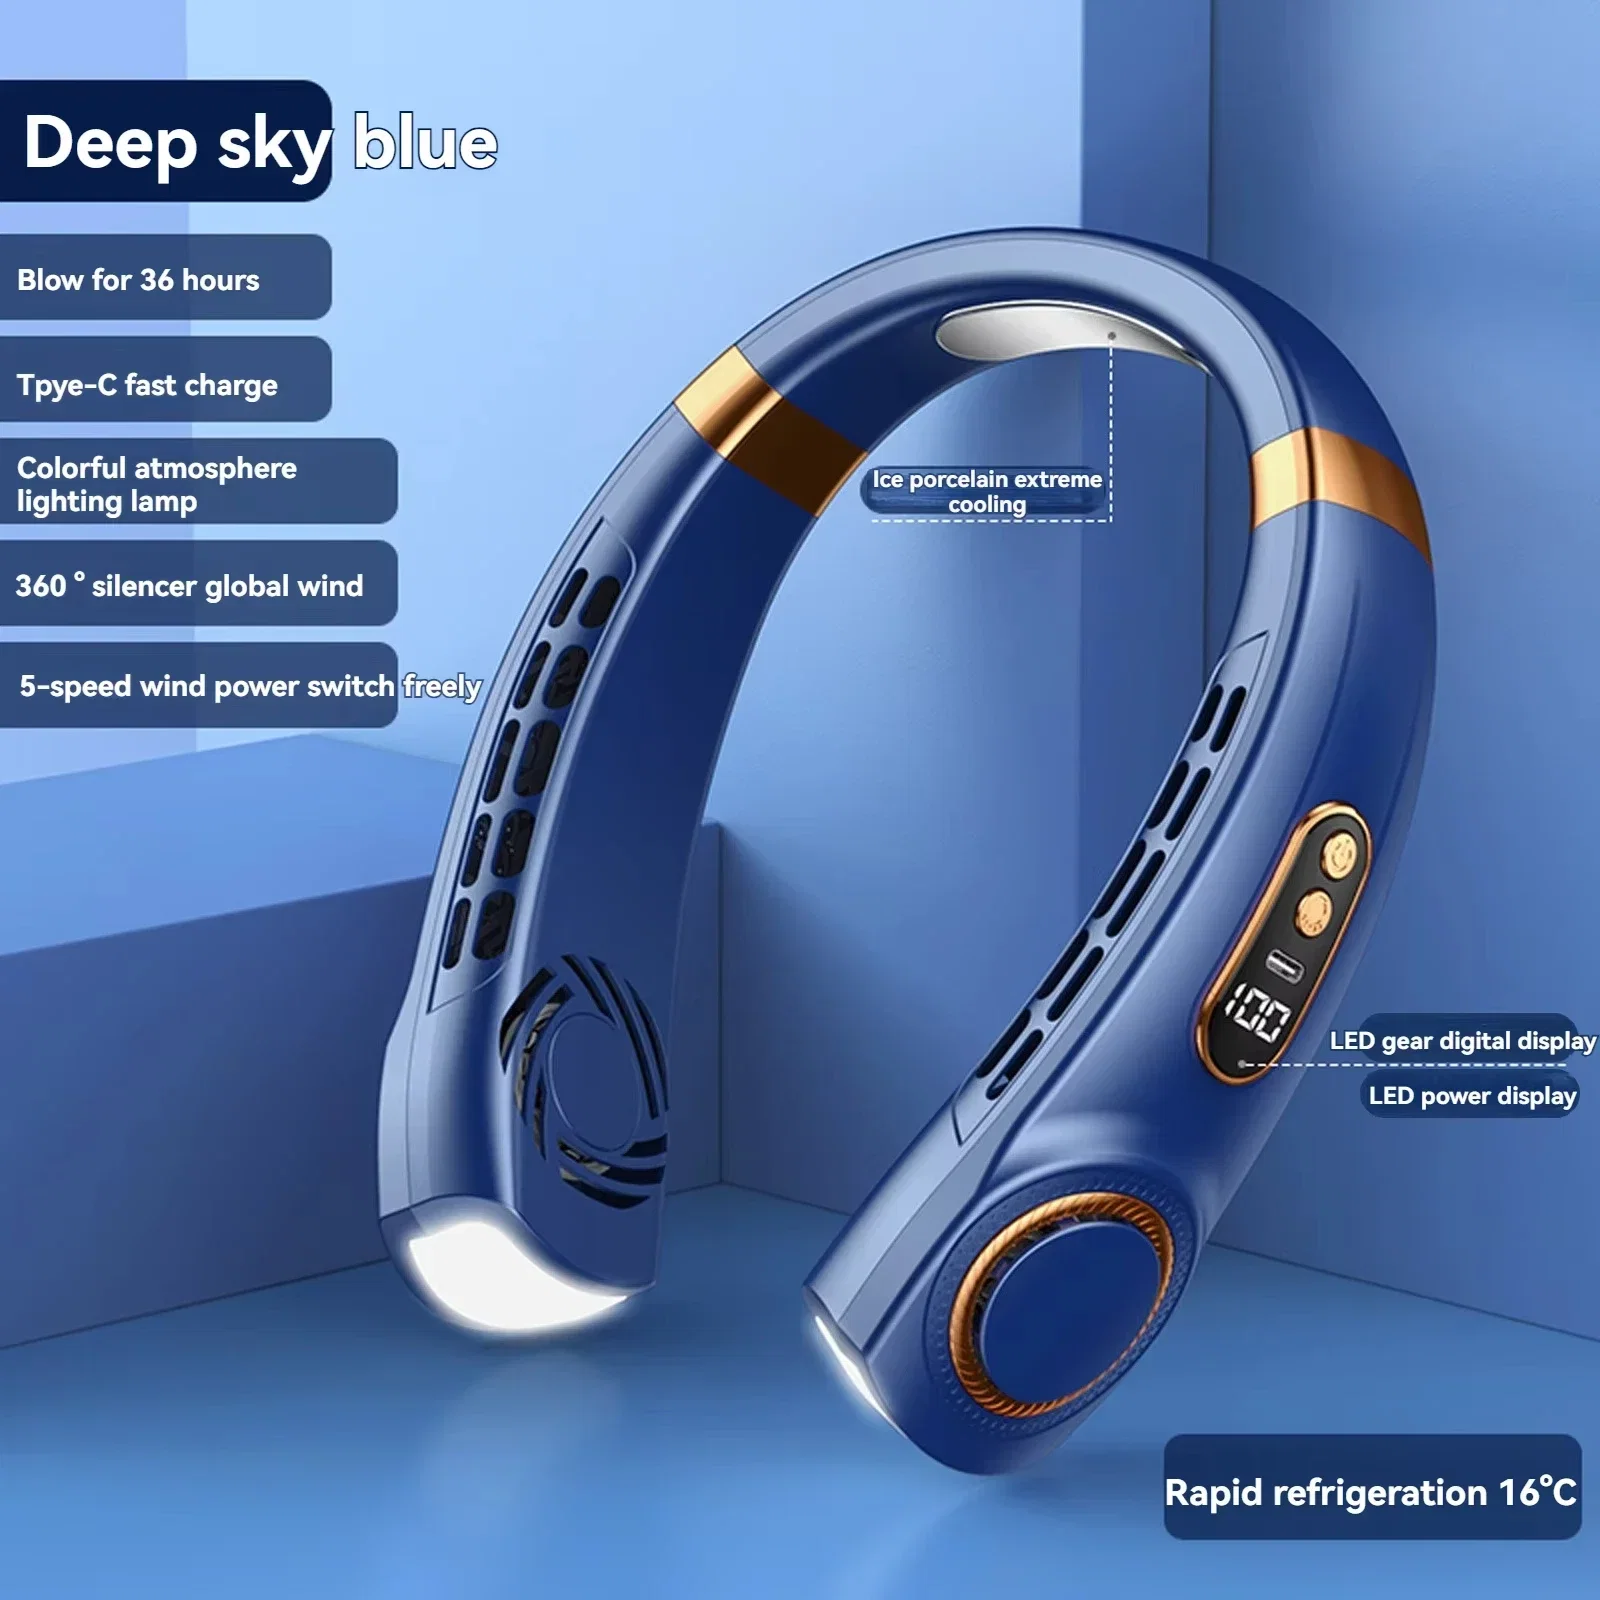 Deep sky blue
Blow for 36 hours
Tpye-C fast charge
Colorful atmosphere
lighting lamp
360 ° silencer global wind
5-speed wind power switch freely
Ice porcelain extreme
cooling
100
LED gear digital display
LED power display
Rapid refrigeration 16°C